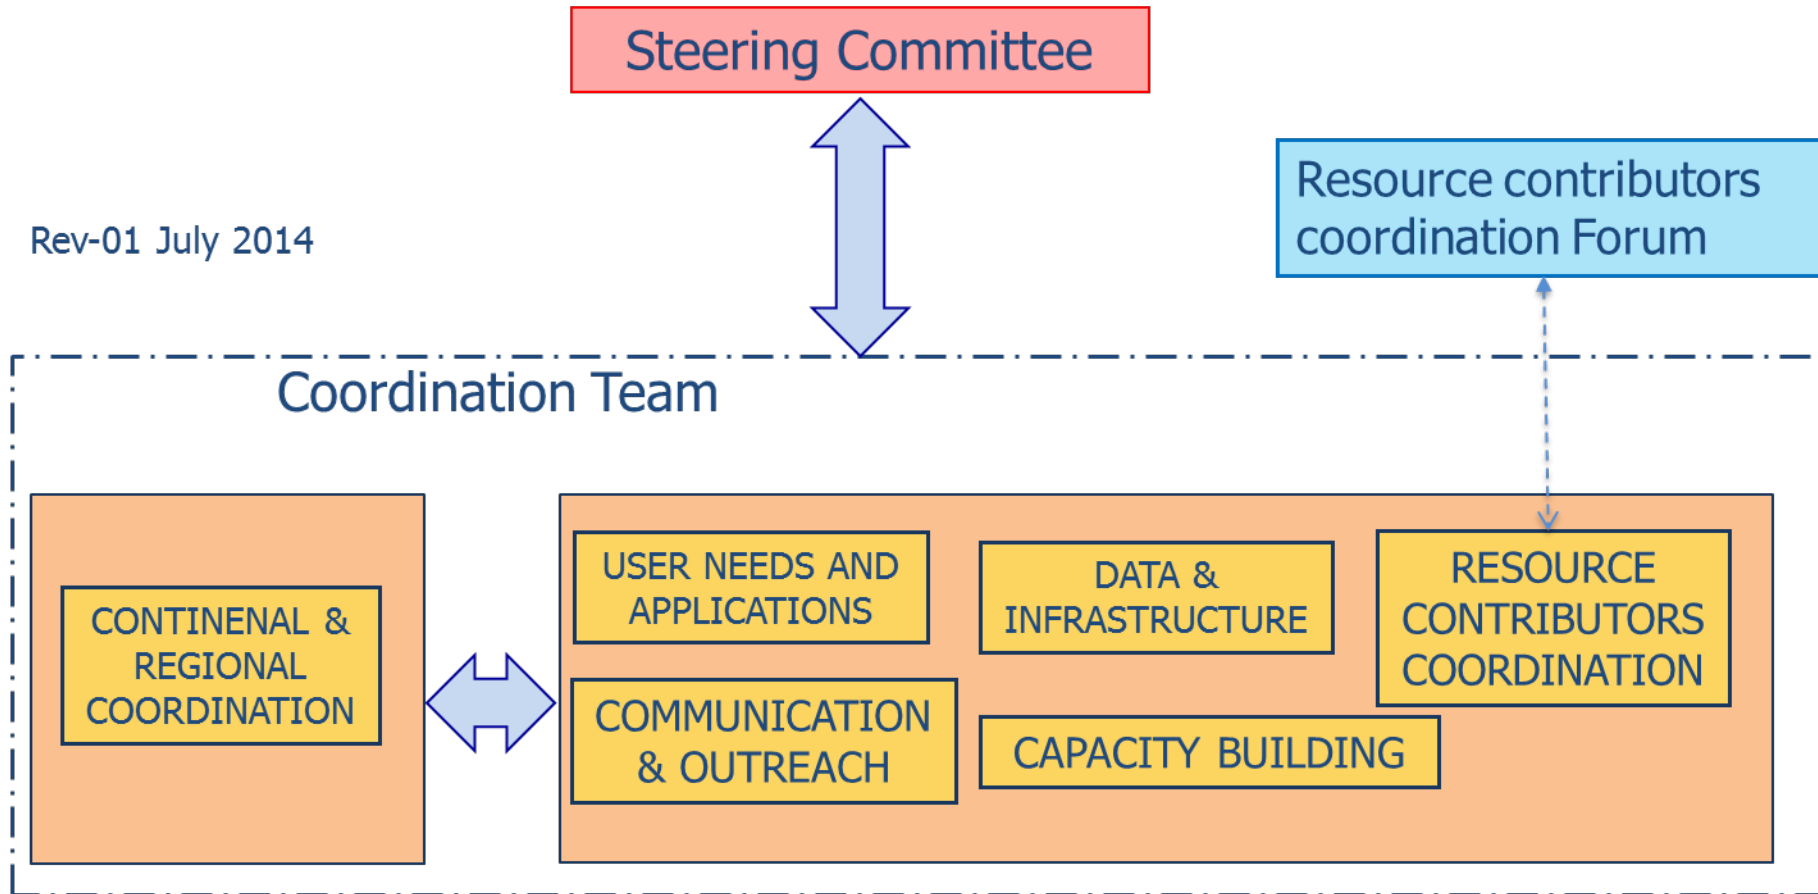 Steering Committee
Resource contributors
coordination Forum
Rev-01 July 2014
Coordination Team
CONTINENAL &
REGIONAL
COORDINATION
USER NEEDS AND
APPLICATIONS
DATA &
INFRASTRUCTURE
RESOURCE
CONTRIBUTORS
COORDINATION
COMMUNICATION
& OUTREACH
CAPACITY BUILDING